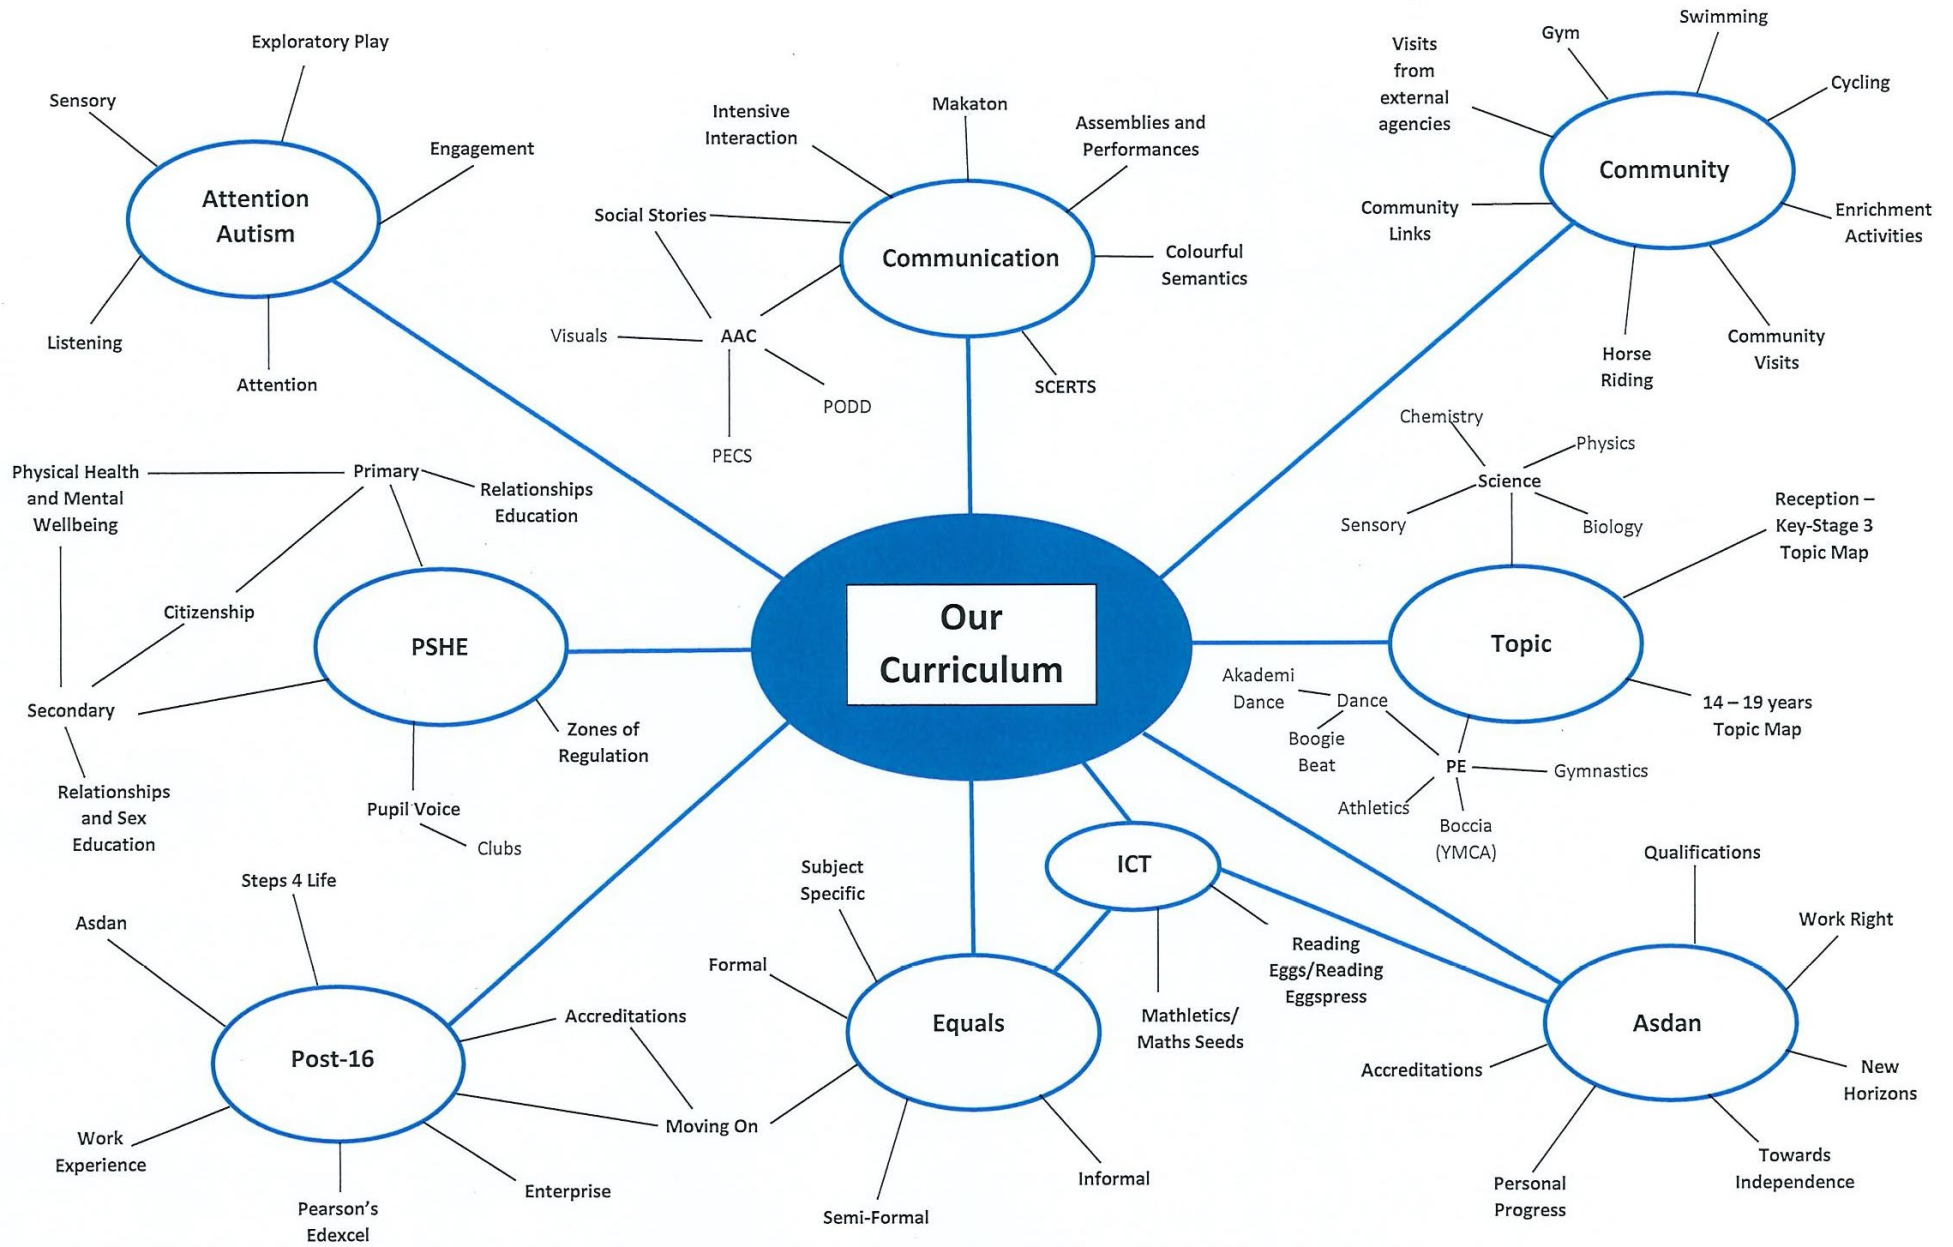 Exploratory Play
Sensory
Engagement
Attention
Autism
Listening
Attention
Intensive
Interaction
Makaton
Assemblies and
Performances
Social Stories
Communication
Colourful
Semantics
Visuals
AAC
PODD
PECS
SCERTS
Swimming
Gym
Visits
from
external
agencies
Cycling
Community
Community
Links
Enrichment
Activities
Horse
Riding
Community
Visits
Physical Health
and Mental
Wellbeing
Primary
Relationships
Education
Citizenship
PSHE
Secondary
Zones of
Regulation
Relationships
and Sex
Education
Pupil Voice
Clubs
Our
Curriculum
Chemistry
Physics
Science
Sensory
Biology
Reception –
Key-Stage 3
Topic Map
Topic
14 – 19 years
Topic Map
Akademi
Dance
Dance
Boogie
Beat
PE
Gymnastics
Athletics
Boccia
(YMCA)
Steps 4 Life
Asdan
Post-16
Accreditations
Moving On
Work
Experience
Pearson’s
Edexcel
Enterprise
Subject
Specific
Formal
Equals
Semi-Formal
Informal
ICT
Reading
Eggs/Reading
Eggspress
Mathletics/
Maths Seeds
Qualifications
Work Right
Asdan
Accreditations
New
Horizons
Towards
Independence
Personal
Progress